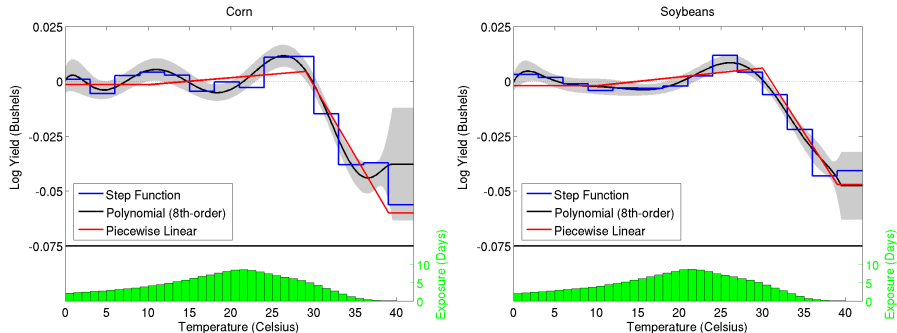 Corn
0.025
0
-0.025
-0.05
-0.075
Log Yield (Bushels)
Step Function
Polynomial (8th-order)
Piecewise Linear
10
5
0
Exposure (Days)
0 5 10 15 20 25 30 35 40
Temperature (Celsius)
Soybeans
0.025
0
-0.025
-0.05
-0.075
Log Yield (Bushels)
Step Function
Polynomial (8th-order)
Piecewise Linear
10
5
0
Exposure (Days)
0 5 10 15 20 25 30 35 40
Temperature (Celsius)